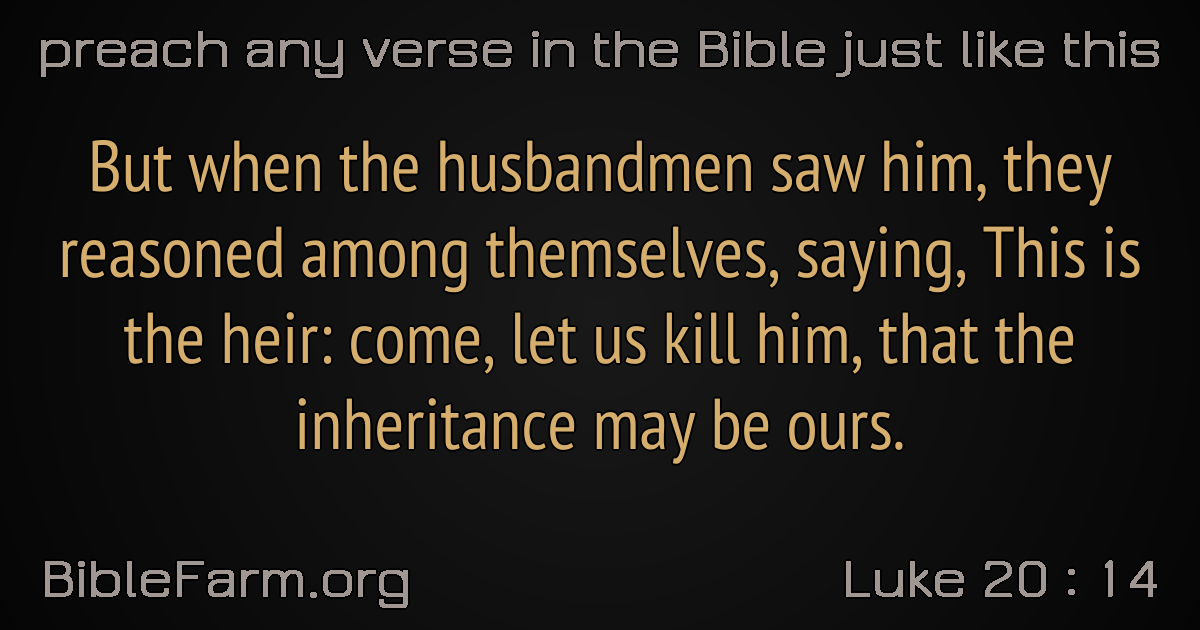 preach any verse in the Bible just like this
But when the husbandmen saw him, they
reasoned among themselves, saying, This is
the heir: come, let us kill him, that the
inheritance may be ours.
BibleFarm.org
Luke 20 : 14